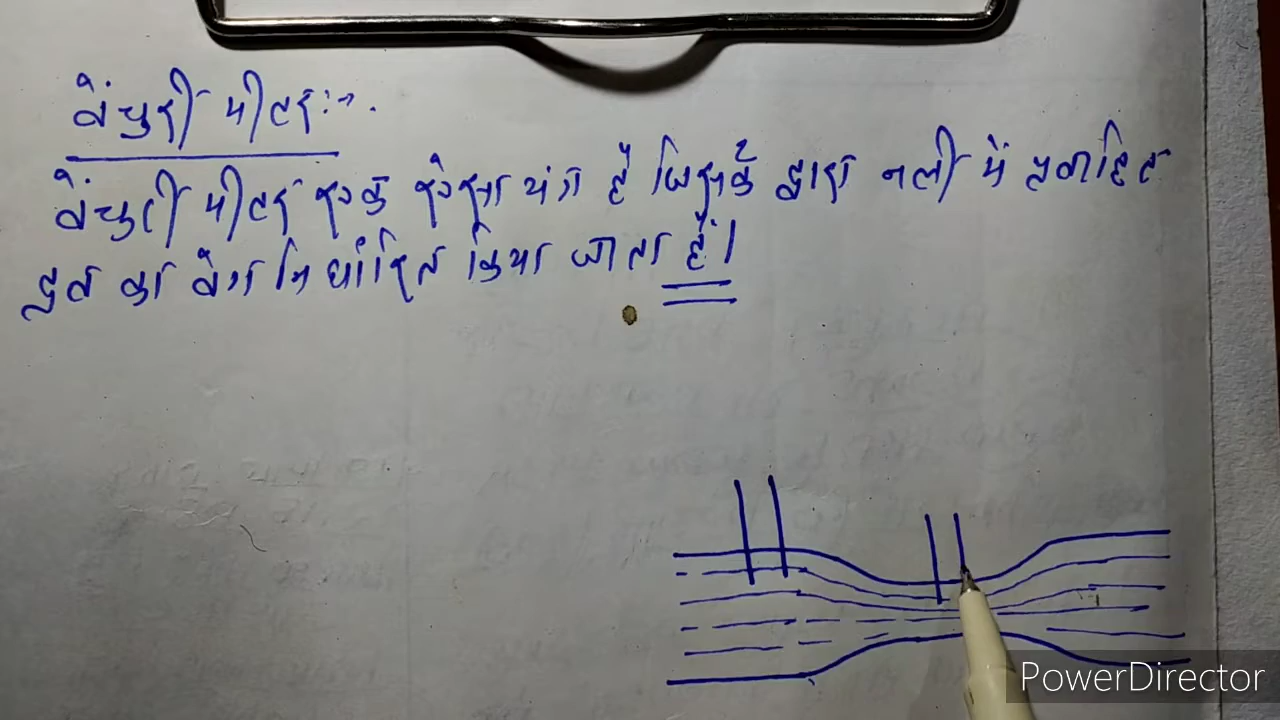 वेंचुरी मीटर:→.
वेंचुरी मीटर एक ऐसा यंत्र है जिसके द्वारा नली में प्रवाहित
द्रव का वेग निर्धारित किया जाता है।
PowerDirector